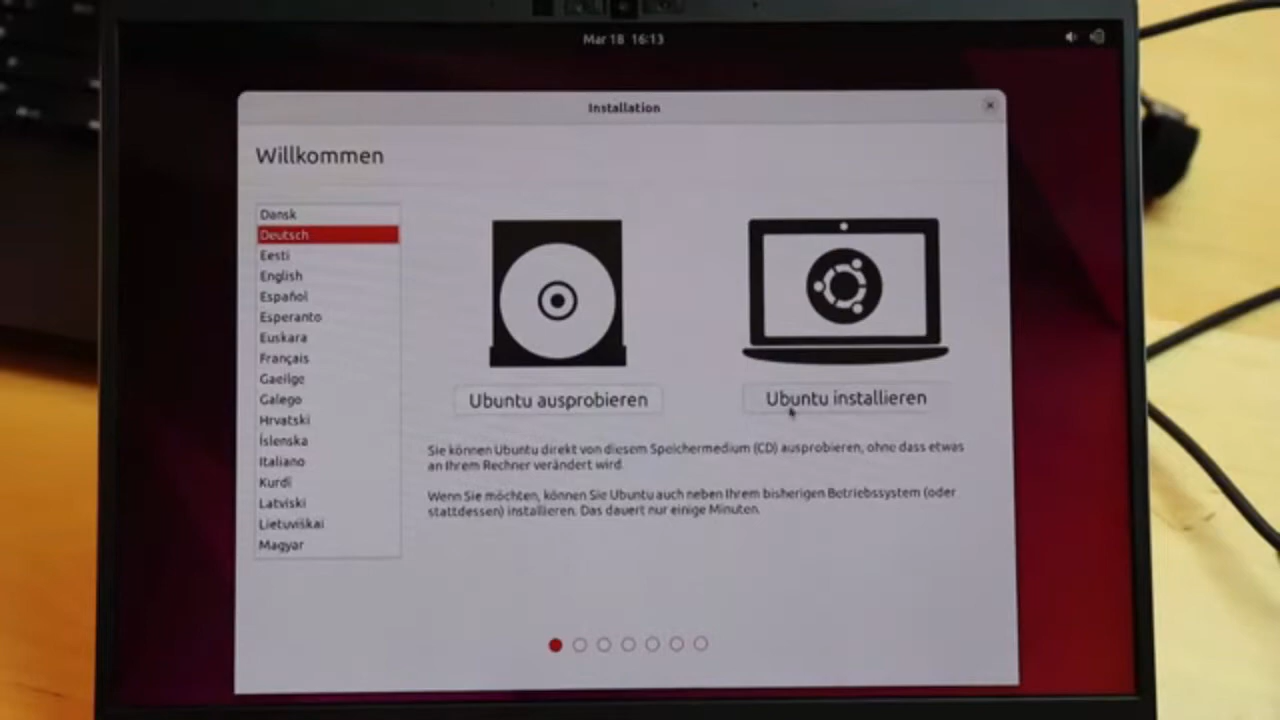 Mar 18 16:13
Installation
Willkommen
Dansk
Deutsch
Eesti
English
Español
Esperanto
Euskara
Français
Gaeilge
Galego
Hrvatski
Íslenska
Italiano
Kurdî
Latviski
Lietuviškai
Magyar
Ubuntu ausprobieren
Ubuntu installieren
Sie können Ubuntu direkt von diesem Speichermedium (CD) ausprobieren, ohne dass etwas
an Ihrem Rechner verändert wird.
Wenn Sie möchten, können Sie Ubuntu auch neben Ihrem bisherigen Betriebssystem (oder
stattdessen) installieren. Das dauert nur einige Minuten.